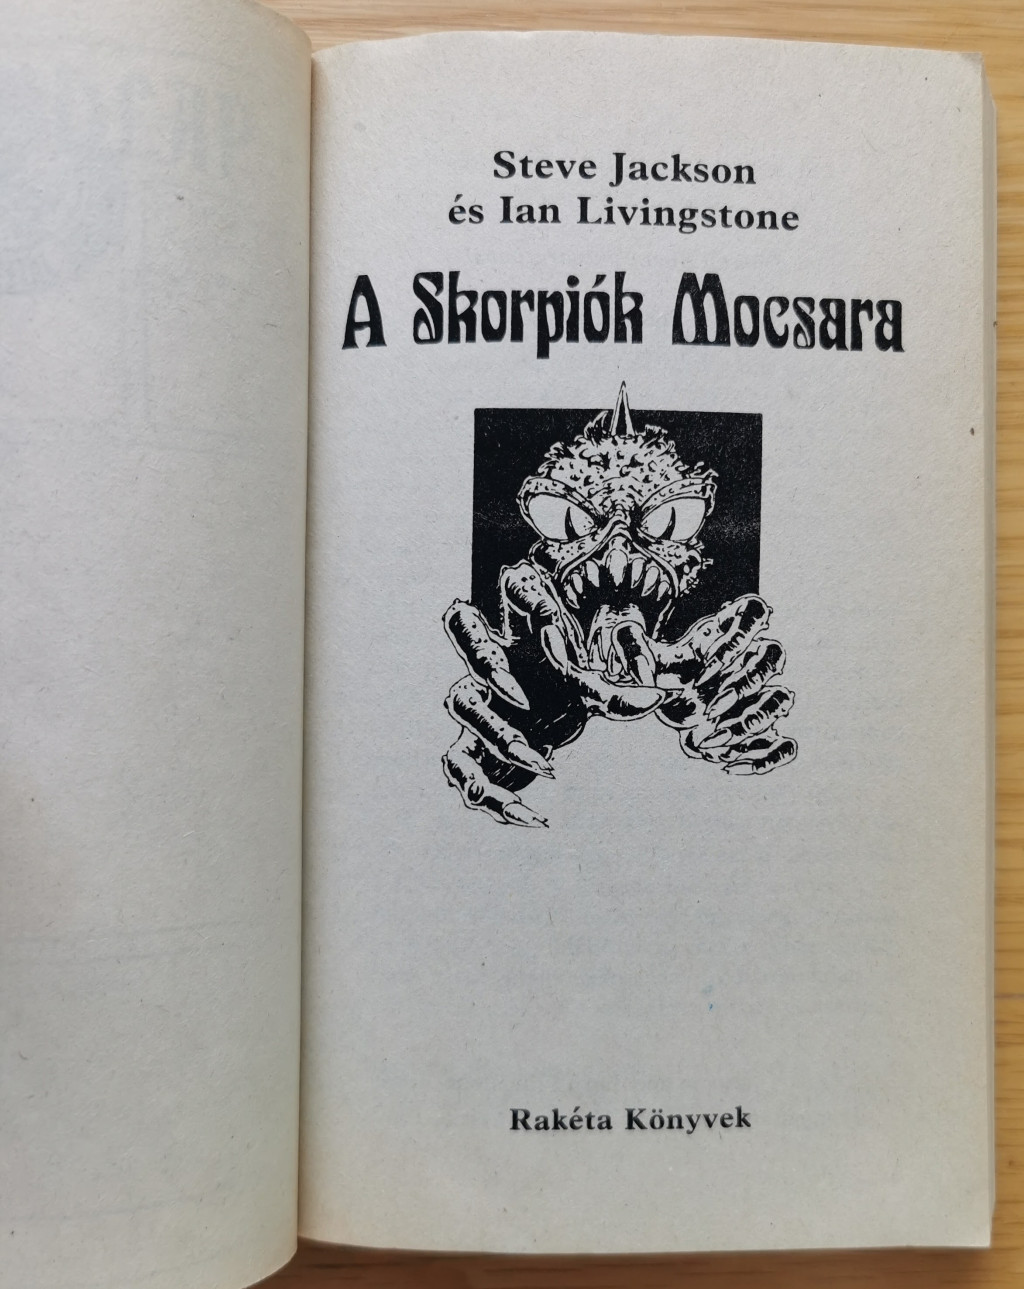 Steve Jackson
és Ian Livingstone
A Skorpiók Mocsara
Rakéta Könyvek